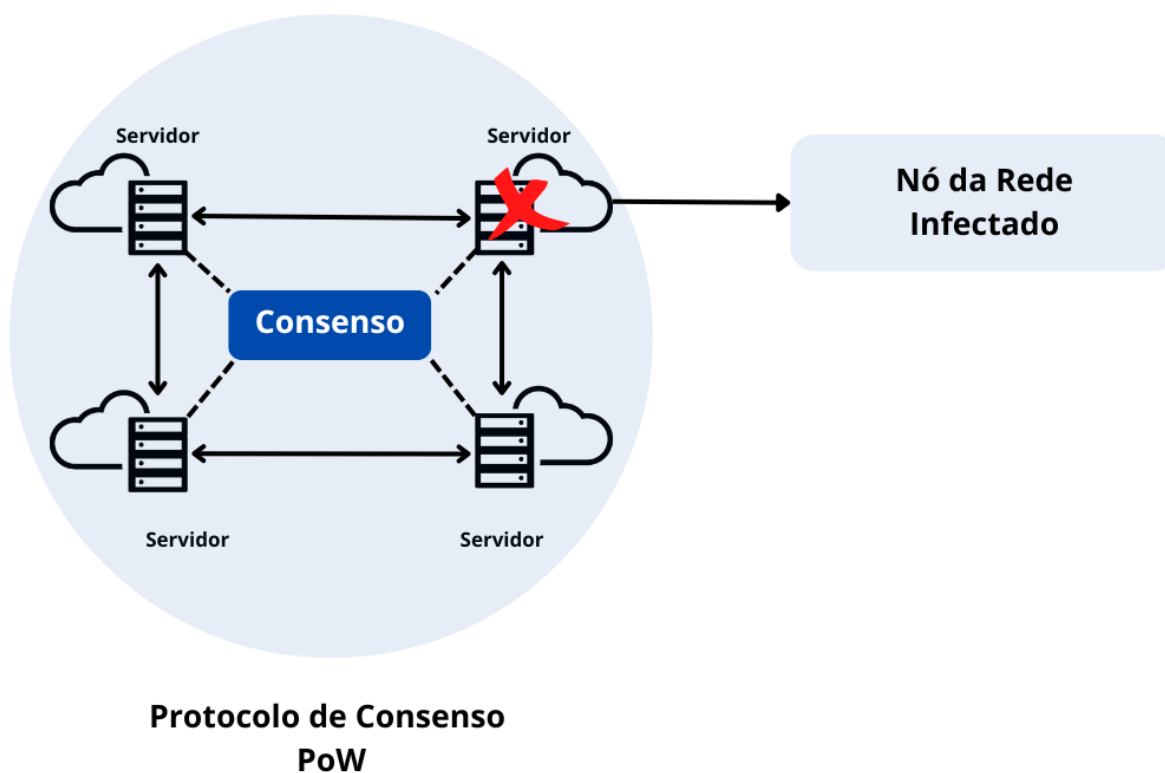 Servidor
Servidor
Nó da Rede
Infectado
Consenso
Servidor
Servidor
Protocolo de Consenso
PoW